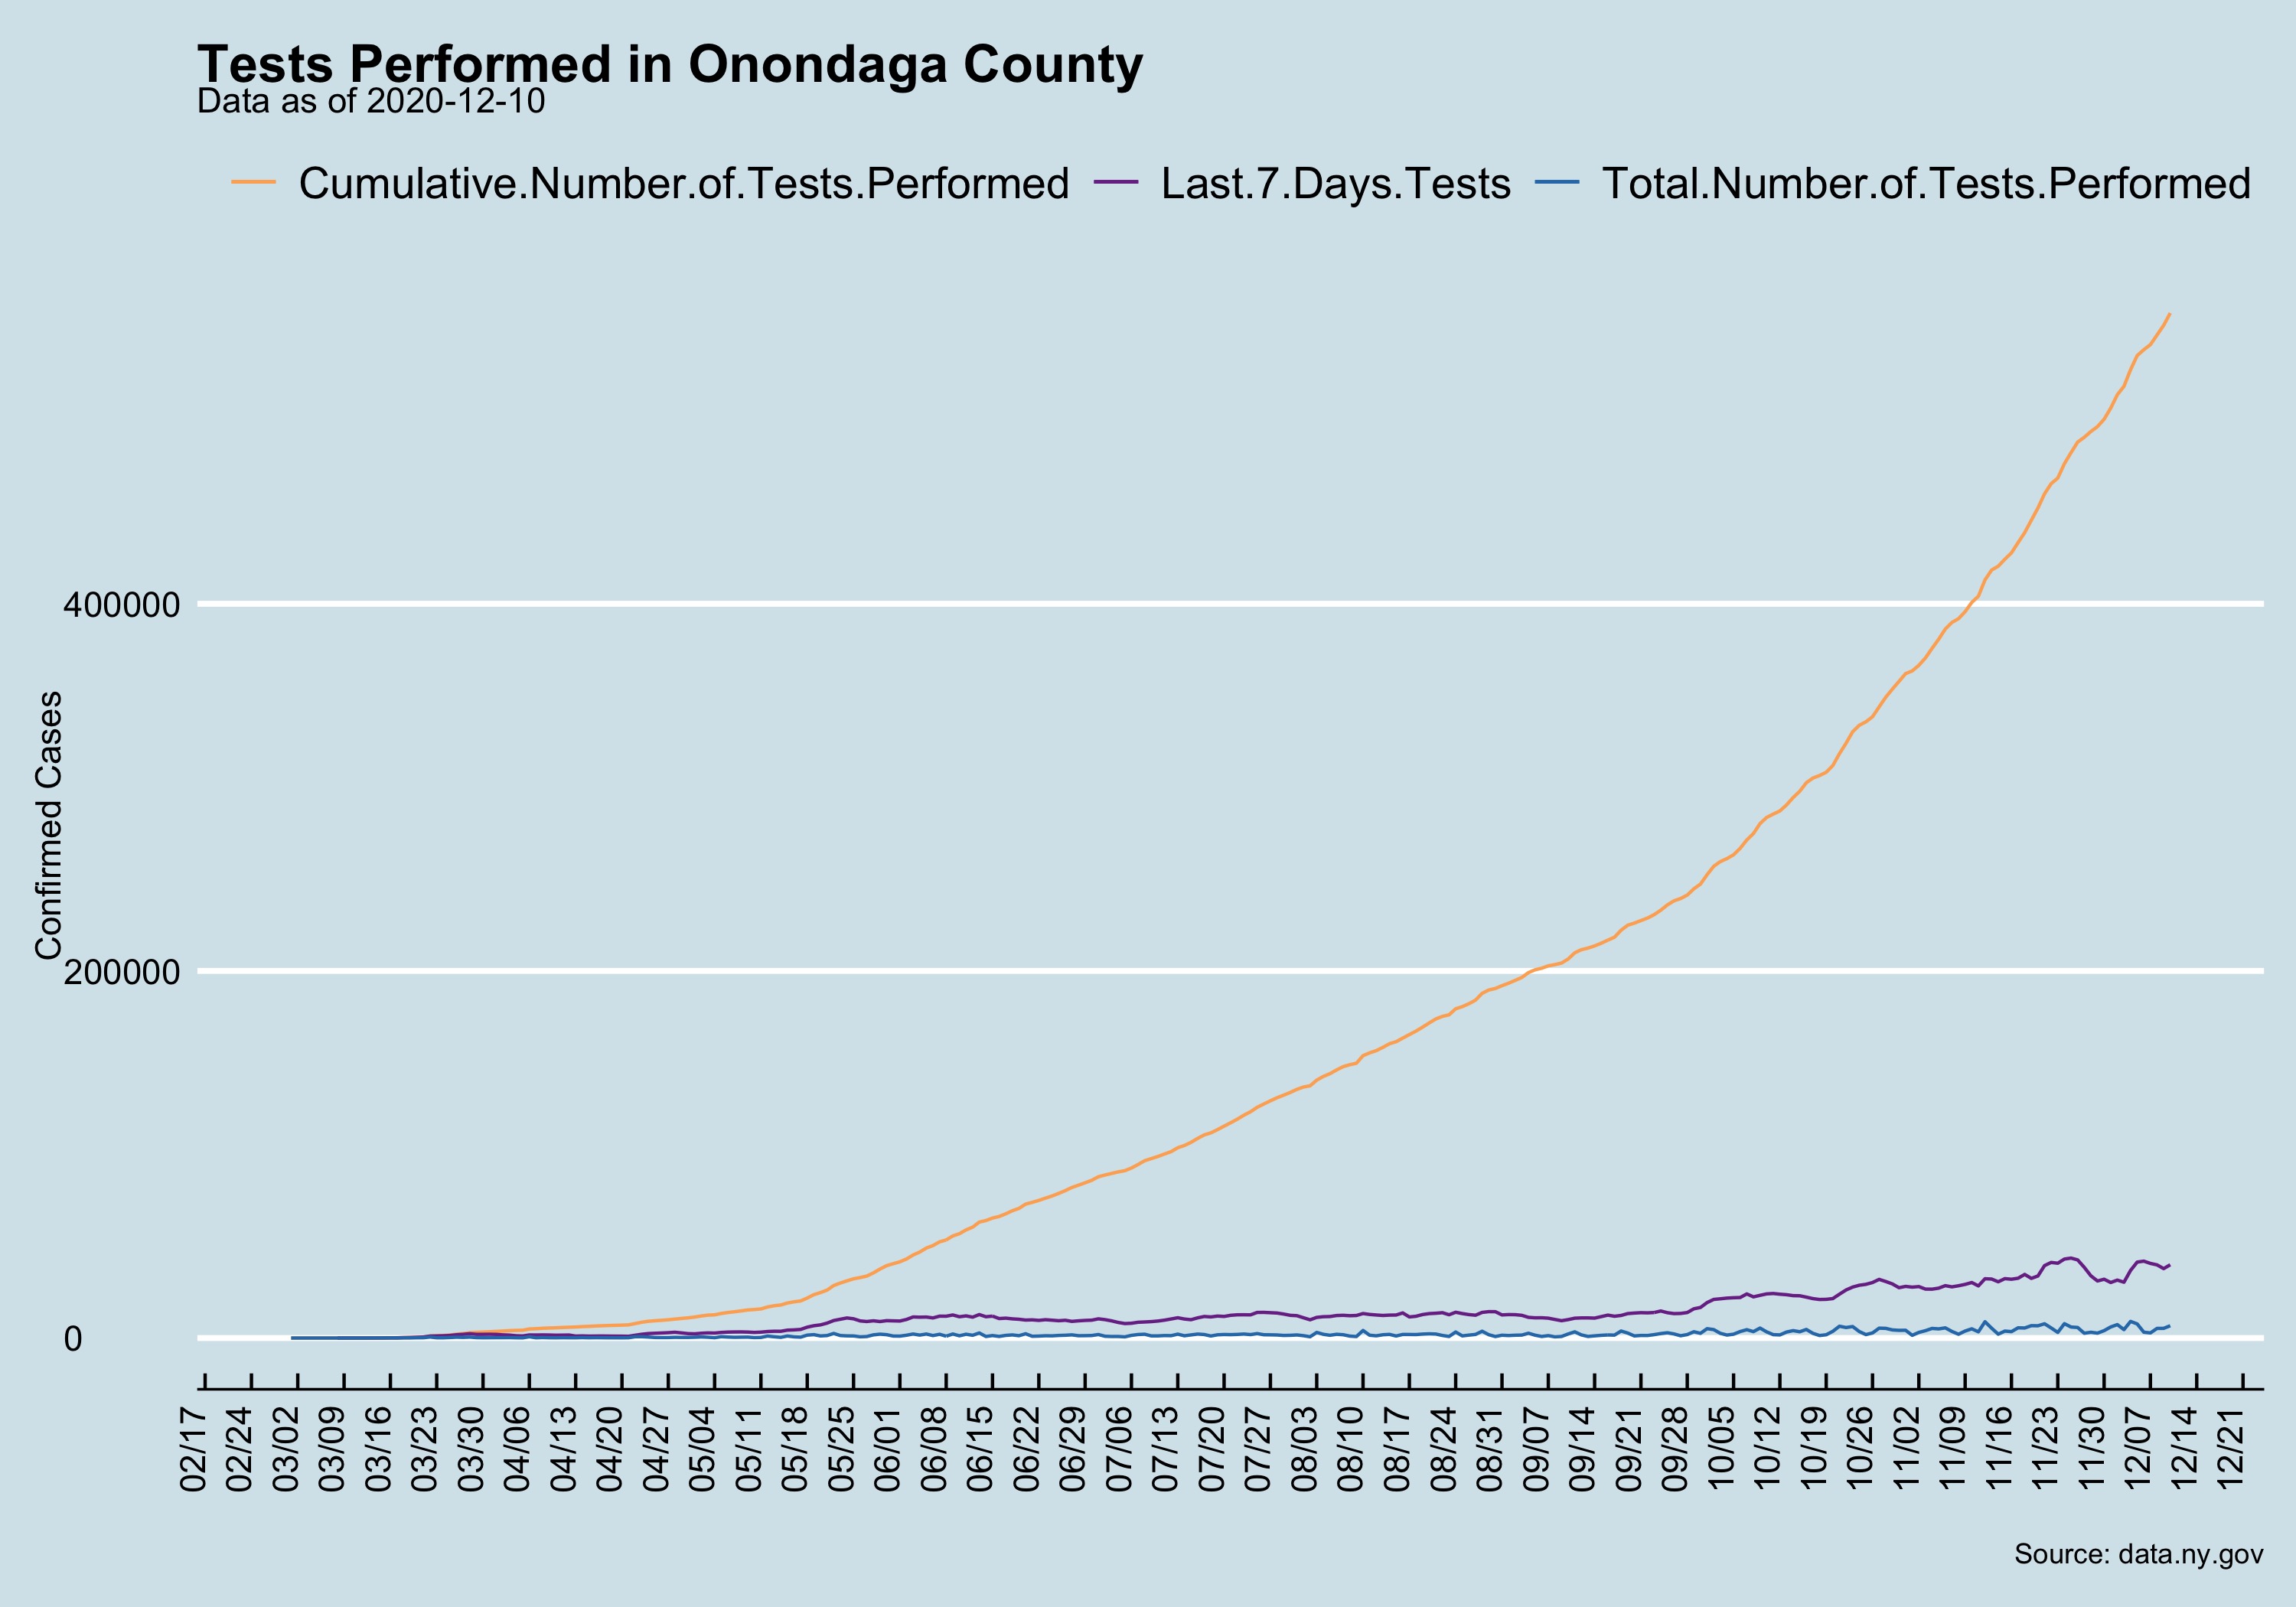 Tests Performed in Onondaga County
Data as of 2020-12-10
Cumulative.Number.of.Tests.Performed Last.7.Days.Tests Total.Number.of.Tests.Performed
Confirmed Cases
400000
200000
0
02/17 02/24 03/02 03/09 03/16 03/23 03/30 04/06 04/13 04/20 04/27 05/04 05/11 05/18 05/25 06/01 06/08 06/15 06/22 06/29 07/06 07/13 07/20 07/27 08/03 08/10 08/17 08/24 08/31 09/07 09/14 09/21 09/28 10/05 10/12 10/19 10/26 11/02 11/09 11/16 11/23 11/30 12/07 12/14 12/21
Source: data.ny.gov